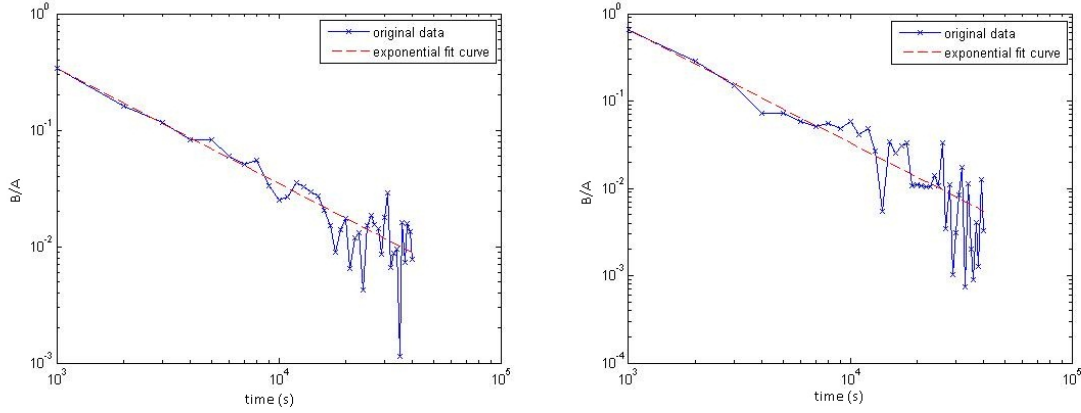 10^0
original data
exponential fit curve
10^-1
B/A
10^-2
10^-3
10^3
10^4
10^5
time (s)
10^0
original data
exponential fit curve
10^-1
B/A
10^-2
10^-3
10^-4
10^3
10^4
10^5
time (s)